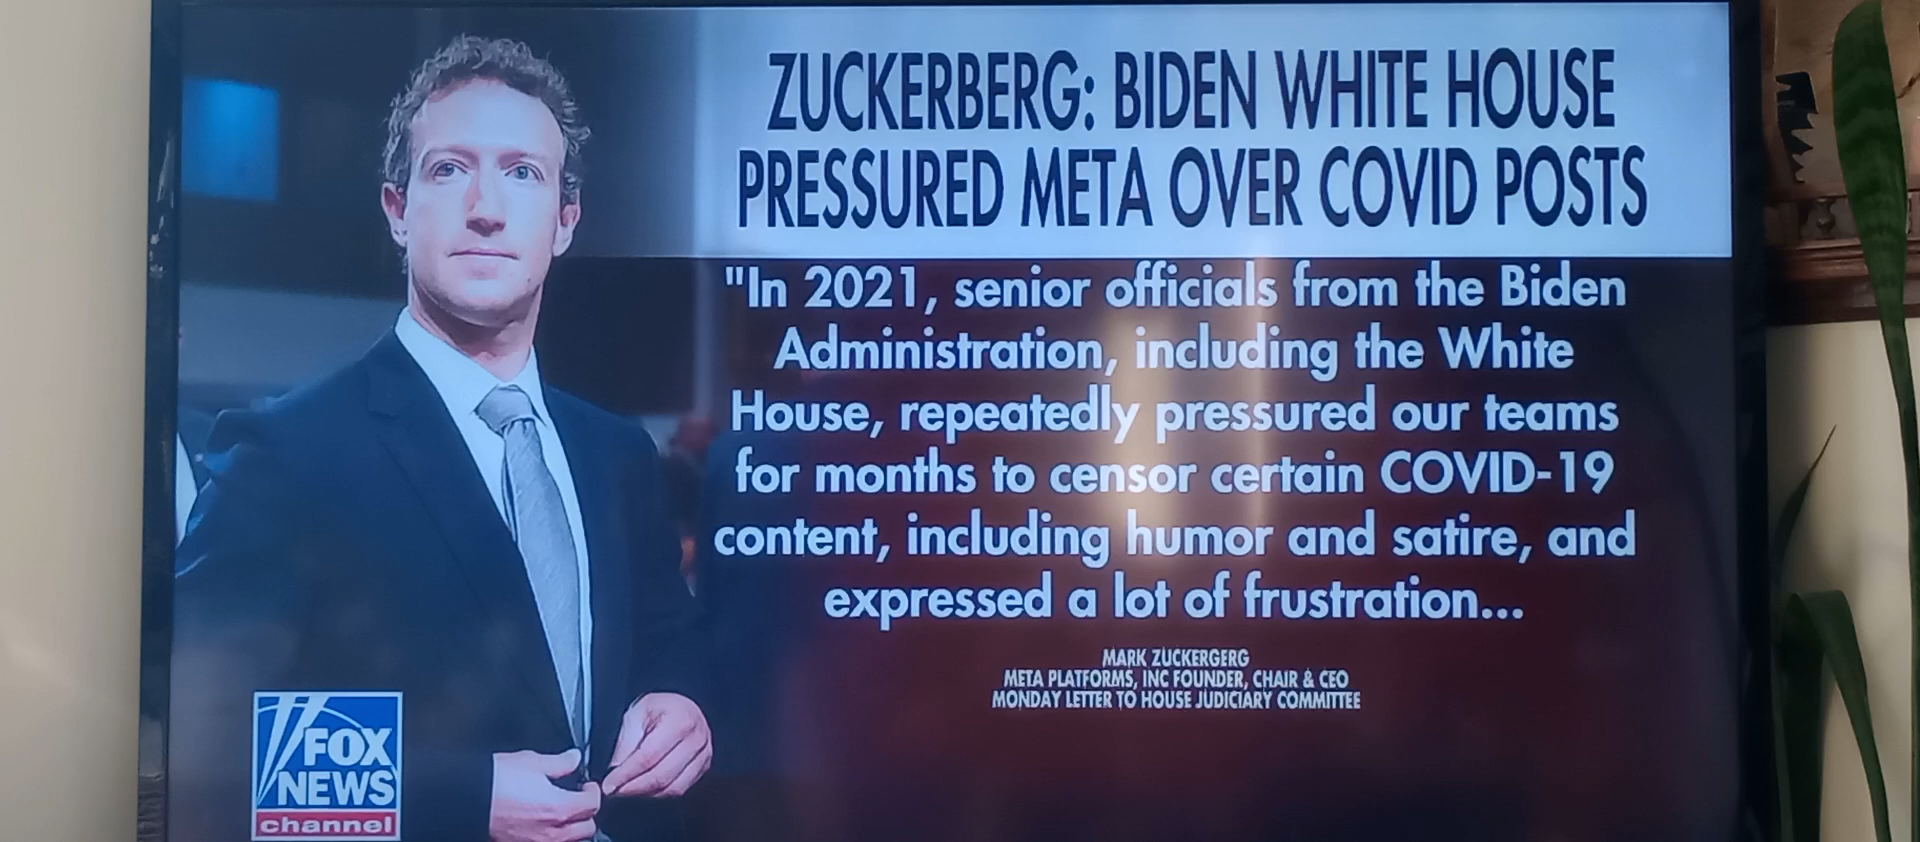 ZUCKERBERG: BIDEN WHITE HOUSE
PRESSURED META OVER COVID POSTS
"In 2021, senior officials from the Biden
Administration, including the White
House, repeatedly pressured our teams
for months to censor certain COVID-19
content, including humor and satire, and
expressed a lot of frustration...
MARK ZUCKERGERG
META PLATFORMS, INC FOUNDER, CHAIR & CEO
MONDAY LETTER TO HOUSE JUDICIARY COMMITTEE
FOX
NEWS
channel